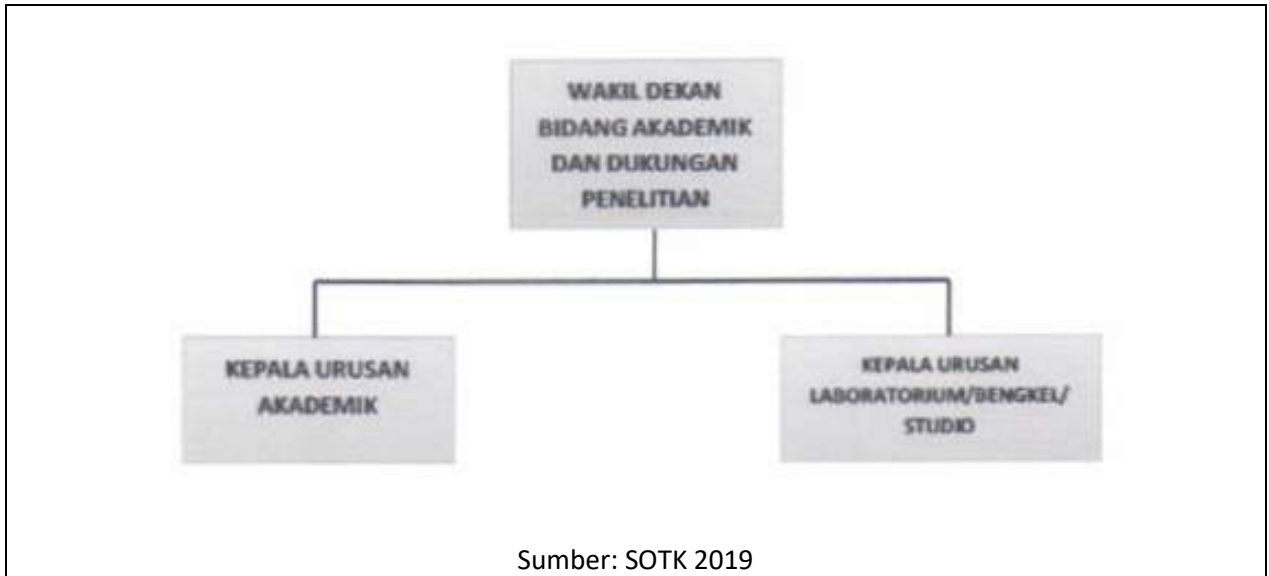 WAKIL DEKAN
BIDANG AKADEMIK
DAN DUKUNGAN
PENELITIAN
KEPALA URUSAN
AKADEMIK
KEPALA URUSAN
LABORATORIUM/BENGKEL/
STUDIO
Sumber: SOTK 2019